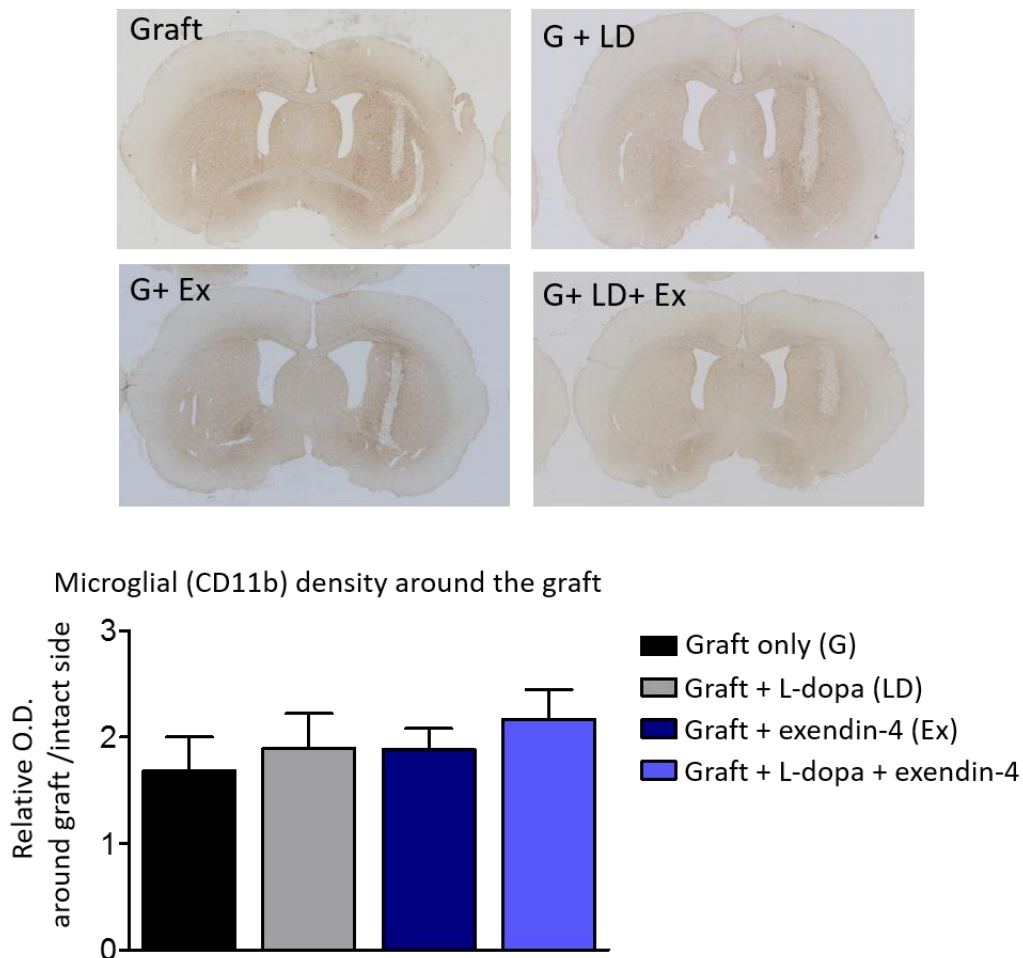 Graft
G + LD
G+ Ex
G+ LD+ Ex
Microglial (CD11b) density around the graft
Relative O.D.
around graft /intact side
3
2
1
0
Graft only (G)
Graft + L-dopa (LD)
Graft + exendin-4 (Ex)
Graft + L-dopa + exendin-4